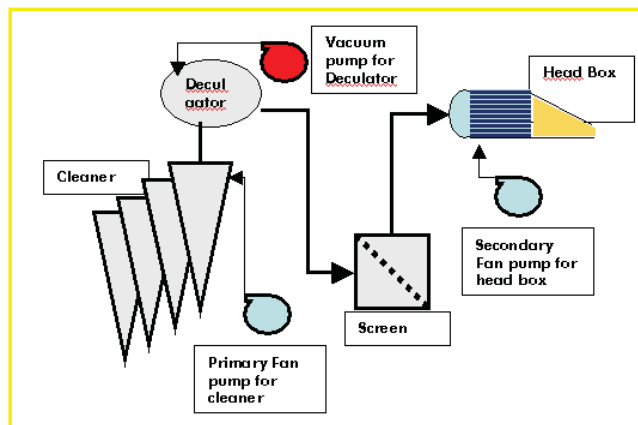 Vacuum
pump for
Deculator
Head Box
Decul
aator
Cleaner
Secondary
Fan pump for
head box
Screen
Primary Fan
pump for
cleaner